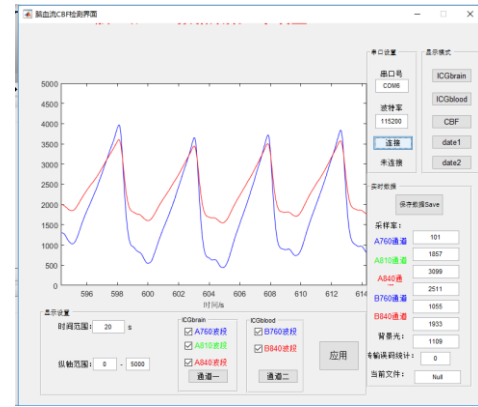 脑血流CBF检测界面
串口设置
显示模式
串口号
COM6
波特率
115200
连接
未连接
ICGbrain
ICGblood
CBF
date1
date2
5000
4500
4000
3500
3000
2500
2000
1500
1000
500
0
596 598 600 602 604 606 608 610 612 614
时间/s
实时数据
保存数据Save
采样率：
101
A760通道
1857
A810通道
3099
A840通
2511
B760通道
1055
B840通道
1933
背景光：
1109
传输误码统计：
0
当前文件：
Null
显示设置
时间范围：
20
s
纵轴范围：
0
-
5000
ICGbrain
A760波段
A810波段
A840波段
通道一
ICGblood
B760波段
B840波段
通道二
应用